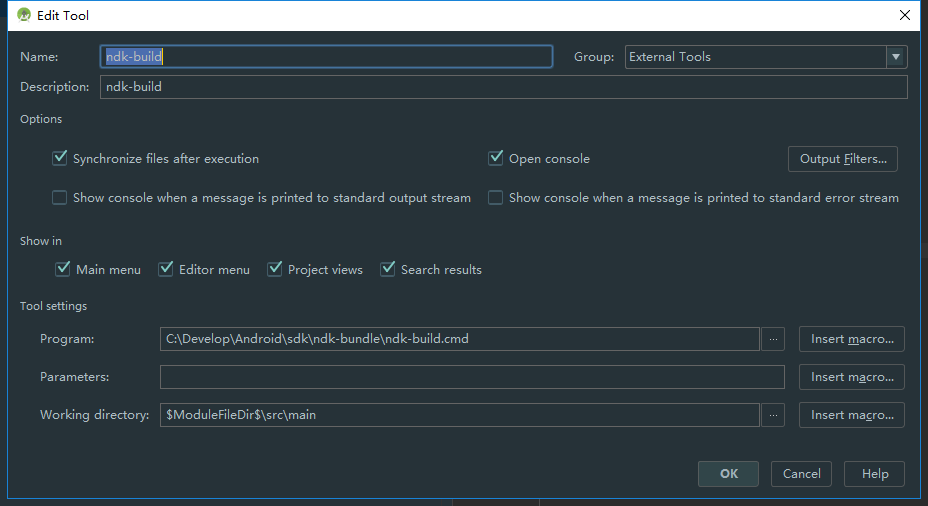 Edit Tool
Name: ndk-build Group: External Tools
Description: ndk-build
Options
Synchronize files after execution Open console Output Filters...
Show console when a message is printed to standard output stream Show console when a message is printed to standard error stream
Show in
Main menu Editor menu Project views Search results
Tool settings
Program: C:\Develop\Android\sdk\ndk-bundle\ndk-build.cmd ... Insert macro...
Parameters: Insert macro...
Working directory: $ModuleFileDir$\src\main ... Insert macro...
OK Cancel Help